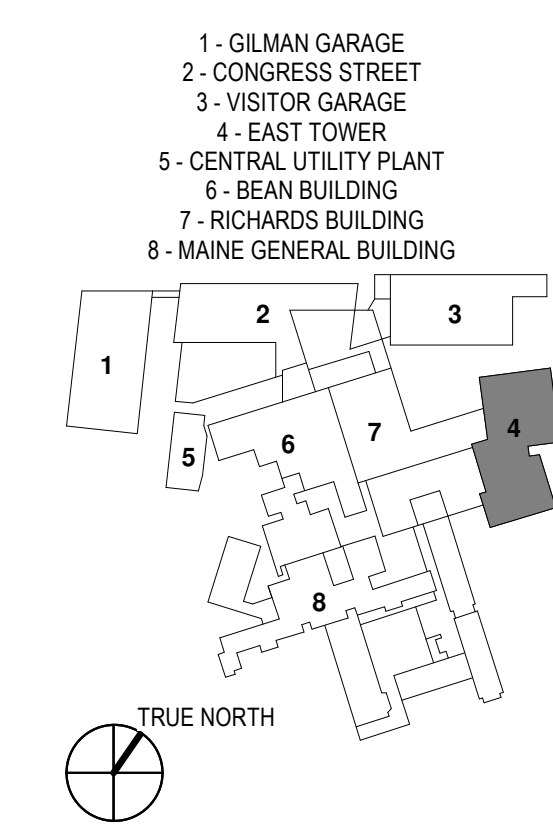 1 - GILMAN GARAGE
2 - CONGRESS STREET
3 - VISITOR GARAGE
4 - EAST TOWER
5 - CENTRAL UTILITY PLANT
6 - BEAN BUILDING
7 - RICHARDS BUILDING
8 - MAINE GENERAL BUILDING
2
3
1
4
7
6
5
8
TRUE NORTH